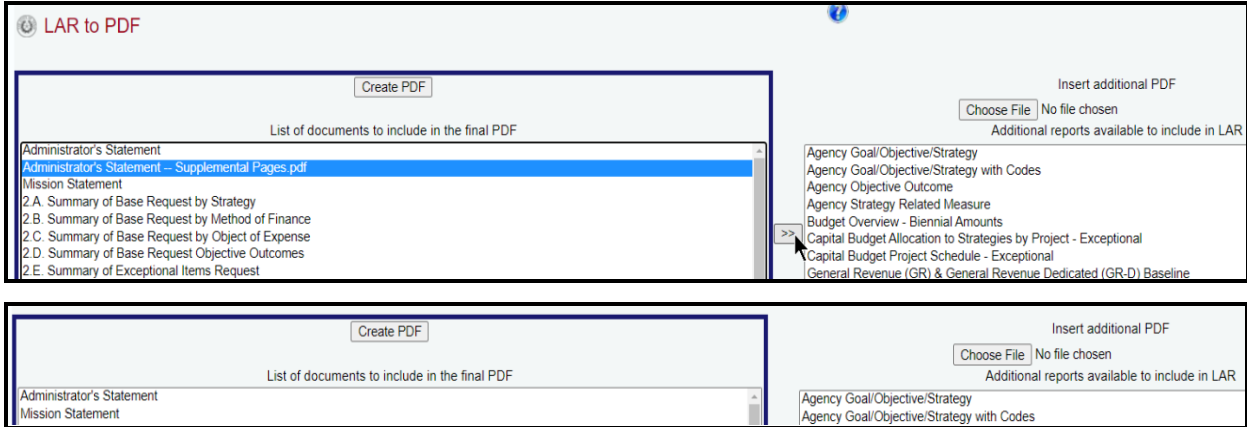 LAR to PDF
?
Create PDF
List of documents to include in the final PDF
Administrator's Statement
Administrator's Statement -- Supplemental Pages.pdf
Mission Statement
2.A. Summary of Base Request by Strategy
2.B. Summary of Base Request by Method of Finance
2.C. Summary of Base Request by Object of Expense
2.D. Summary of Base Request Objective Outcomes
2.E. Summary of Exceptional Items Request
>>
Insert additional PDF
Choose File No file chosen
Additional reports available to include in LAR
Agency Goal/Objective/Strategy
Agency Goal/Objective/Strategy with Codes
Agency Objective Outcome
Agency Strategy Related Measure
Budget Overview - Biennial Amounts
Capital Budget Allocation to Strategies by Project - Exceptional
Capital Budget Project Schedule - Exceptional
General Revenue (GR) & General Revenue Dedicated (GR-D) Baseline
Create PDF
List of documents to include in the final PDF
Administrator's Statement
Mission Statement
Insert additional PDF
Choose File No file chosen
Additional reports available to include in LAR
Agency Goal/Objective/Strategy
Agency Goal/Objective/Strategy with Codes